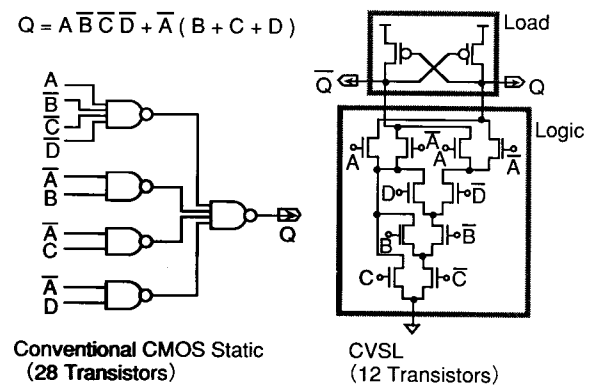 Q = A B̅ C̅ D̅ + A̅ ( B + C + D )
Load
Q̅
Q
Logic
A
B̅
C̅
D̅
A̅
B
A̅
C
A̅
D
Q
A
A̅
A
A̅
D
D̅
B
B̅
C
C̅
Conventional CMOS Static
(28 Transistors)
CVSL
(12 Transistors)